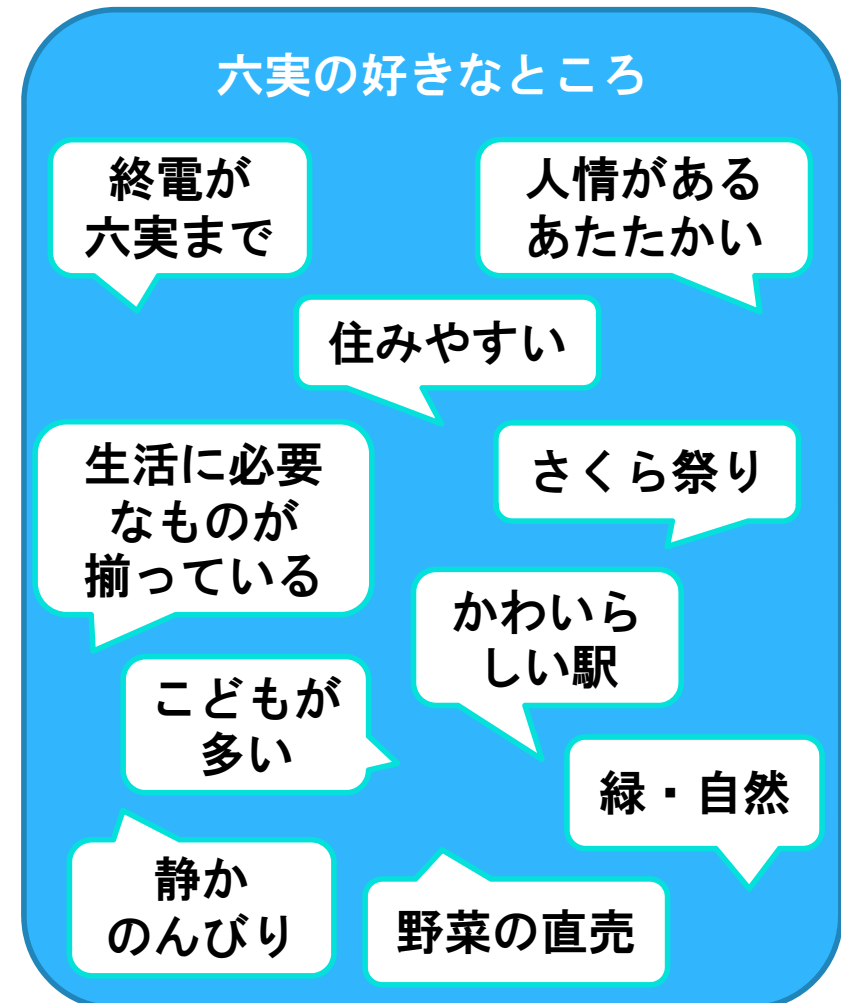 六実の好きなところ
終電が
六実まで
人情がある
あたたかい
住みやすい
生活に必要
なものが
揃っている
さくら祭り
かわいら
しい駅
こどもが
多い
緑・自然
静か
のんびり
野菜の直売